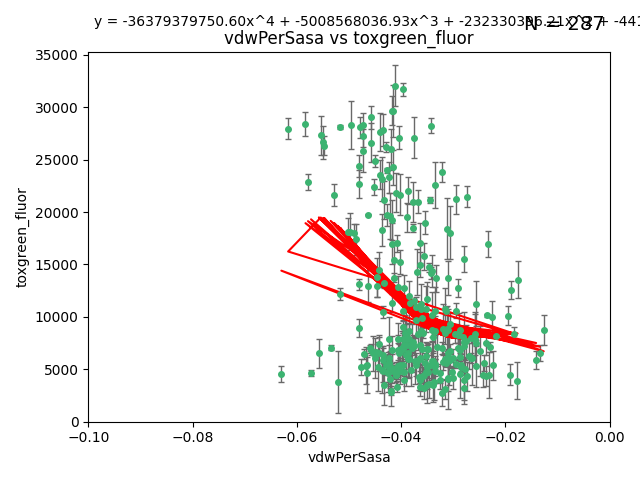 y = -36379379750.60x^4 + -5008568036.93x^3 + + -441
N = 287
vdwPerSasa vs toxgreen_fluor
toxgreen_fluor
35000
30000
25000
20000
15000
10000
5000
0
−0.10 −0.08 −0.06 −0.04 −0.02 0.00
vdwPerSasa